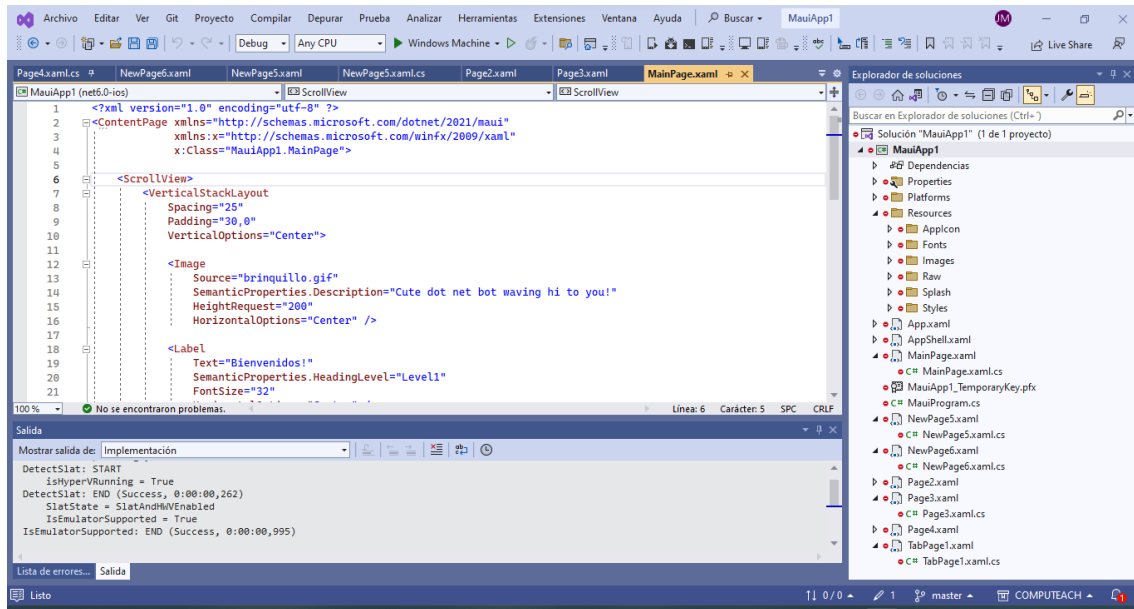 Archivo Editar Ver Git Proyecto Compilar Depurar Prueba Analizar Herramientas Extensiones Ventana Ayuda Buscar MauiApp1 JM
Debug Any CPU Windows Machine Live Share
Page4.xaml.cs NewPage6.xaml NewPage5.xaml NewPage5.xaml.cs Page2.xaml Page3.xaml MainPage.xaml
MauiApp1 (net6.0-ios) ScrollView ScrollView
1 <?xml version="1.0" encoding="utf-8" ?>
2 <ContentPage xmlns="http://schemas.microsoft.com/dotnet/2021/maui"
3 xmlns:x="http://schemas.microsoft.com/winfx/2009/xaml"
4 x:Class="MauiApp1.MainPage">
5
6 <ScrollView>
7 <VerticalStackLayout
8 Spacing="25"
9 Padding="30,0"
10 VerticalOptions="Center">
11
12 <Image
13 Source="brinquillo.gif"
14 SemanticProperties.Description="Cute dot net bot waving hi to you!"
15 HeightRequest="200"
16 HorizontalOptions="Center" />
17
18 <Label
19 Text="Bienvenidos!"
20 SemanticProperties.HeadingLevel="Level1"
21 FontSize="32"
100 % No se encontraron problemas. Línea: 6 Carácter: 5 SPC CRLF
Salida
Mostrar salida de: Implementación
DetectSlat: START
isHyperVRunning = True
DetectSlat: END (Success, 0:00:00,262)
SlatState = SlatAndHWVEnabled
IsEmulatorSupported = True
IsEmulatorSupported: END (Success, 0:00:00,995)
Lista de errores... Salida
Explorador de soluciones
Buscar en Explorador de soluciones (Ctrl+´)
Solución "MauiApp1" (1 de 1 proyecto)
C# MauiApp1
Dependencias
Properties
Platforms
Resources
AppIcon
Fonts
Images
Raw
Splash
Styles
App.xaml
AppShell.xaml
MainPage.xaml
C# MainPage.xaml.cs
MauiApp1_TemporaryKey.pfx
C# MauiProgram.cs
NewPage5.xaml
C# NewPage5.xaml.cs
NewPage6.xaml
C# NewPage6.xaml.cs
Page2.xaml
Page3.xaml
C# Page3.xaml.cs
Page4.xaml
TabPage1.xaml
C# TabPage1.xaml.cs
Listo 0/0 1 master COMPUTEACH 1